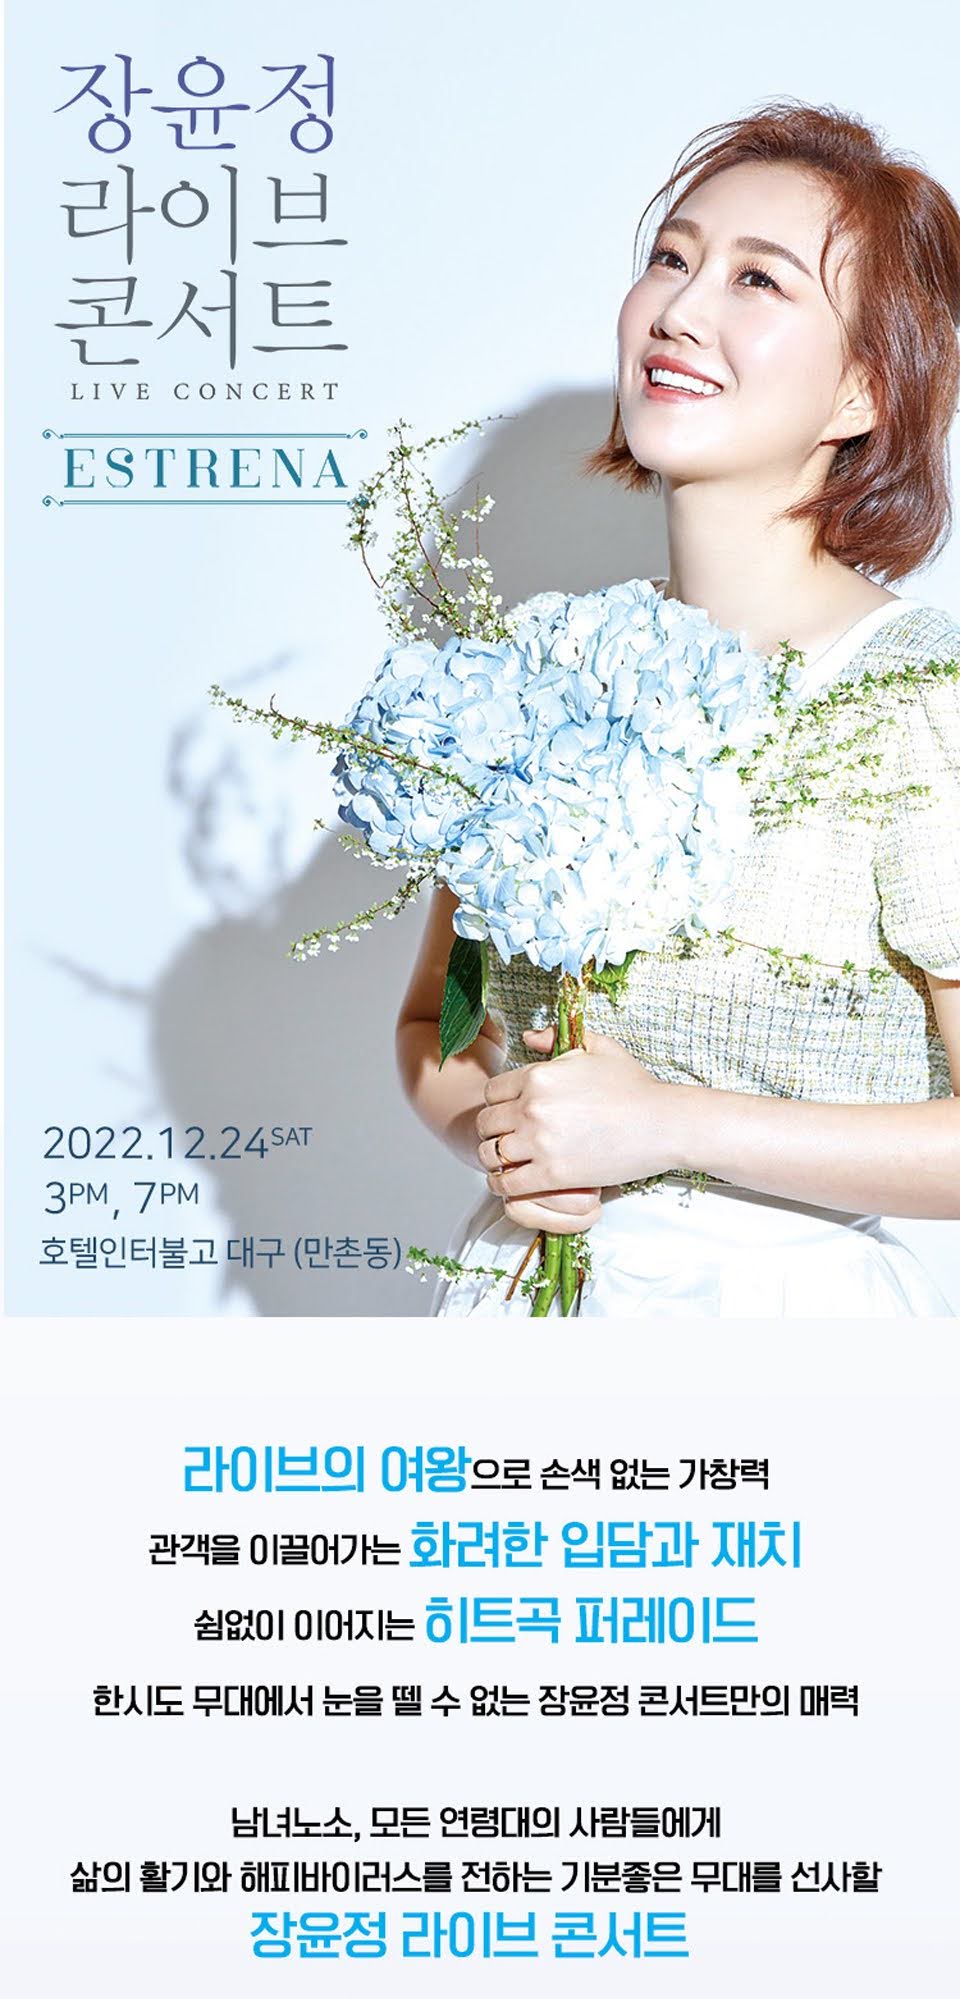 장윤정
라이브
콘서트
LIVE CONCERT
ESTRENA
2022.12.24 SAT
3PM, 7PM
호텔인터불고 대구 (만촌동)
라이브의 여왕으로 손색 없는 가창력
관객을 이끌어가는 화려한 입담과 재치
쉼없이 이어지는 히트곡 퍼레이드
한시도 무대에서 눈을 뗄 수 없는 장윤정 콘서트만의 매력
남녀노소, 모든 연령대의 사람들에게
삶의 활기와 해피바이러스를 전하는 기분좋은 무대를 선사할
장윤정 라이브 콘서트